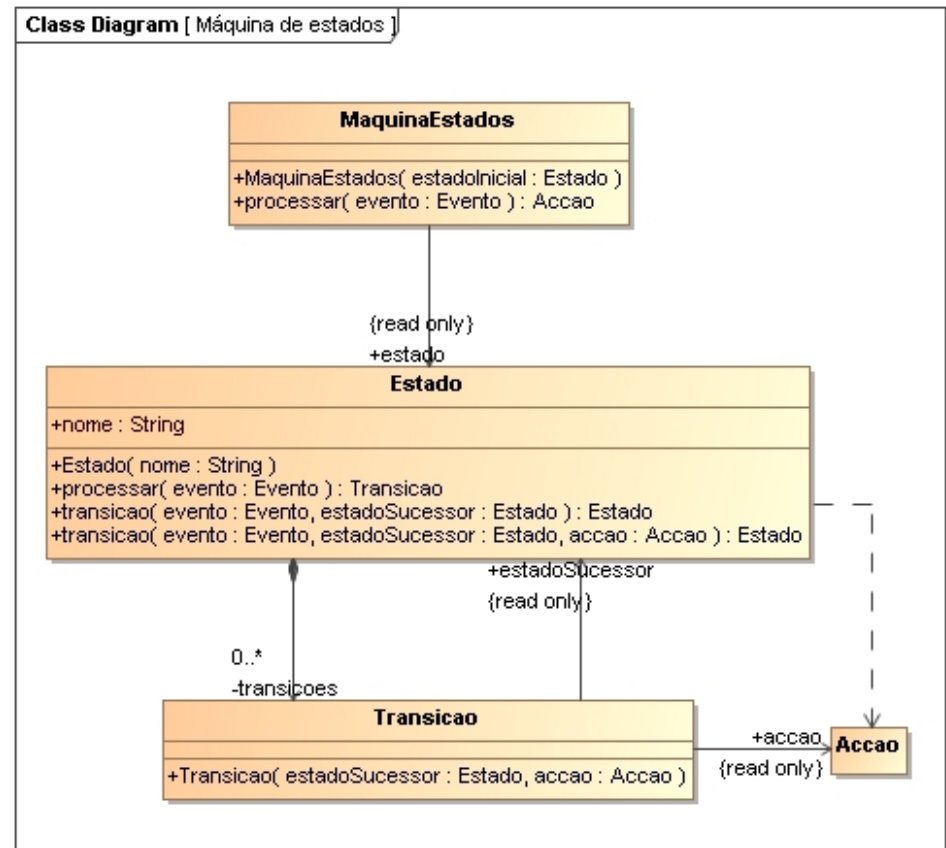 Class Diagram [ Máquina de estados ]
MaquinaEstados
+MaquinaEstados( estadoInicial : Estado )
+processar( evento : Evento ) : Accao
{read only}
+estado
Estado
+nome : String
+Estado( nome : String )
+processar( evento : Evento ) : Transicao
+transicao( evento : Evento, estadoSucessor : Estado ) : Estado
+transicao( evento : Evento, estadoSucessor : Estado, accao : Accao ) : Estado
+estadoSucessor
{read only}
0..*
-transicoes
Transicao
+Transicao( estadoSucessor : Estado, accao : Accao )
+accao
{read only}
Accao